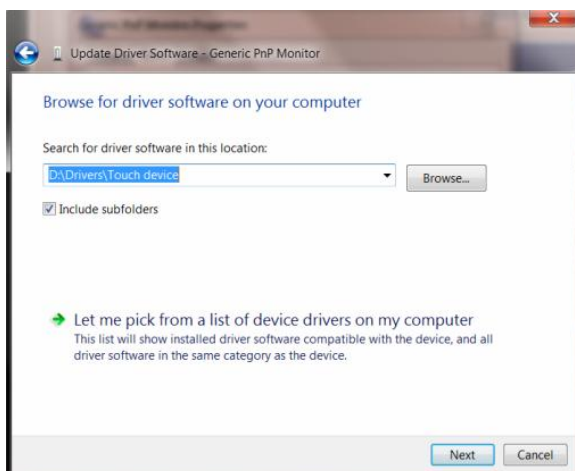 Update Driver Software - Generic PnP Monitor
Browse for driver software on your computer
Search for driver software in this location:
D:\Drivers\Touch device
Browse...
Include subfolders
Let me pick from a list of device drivers on my computer
This list will show installed driver software compatible with the device, and all
driver software in the same category as the device.
Next
Cancel